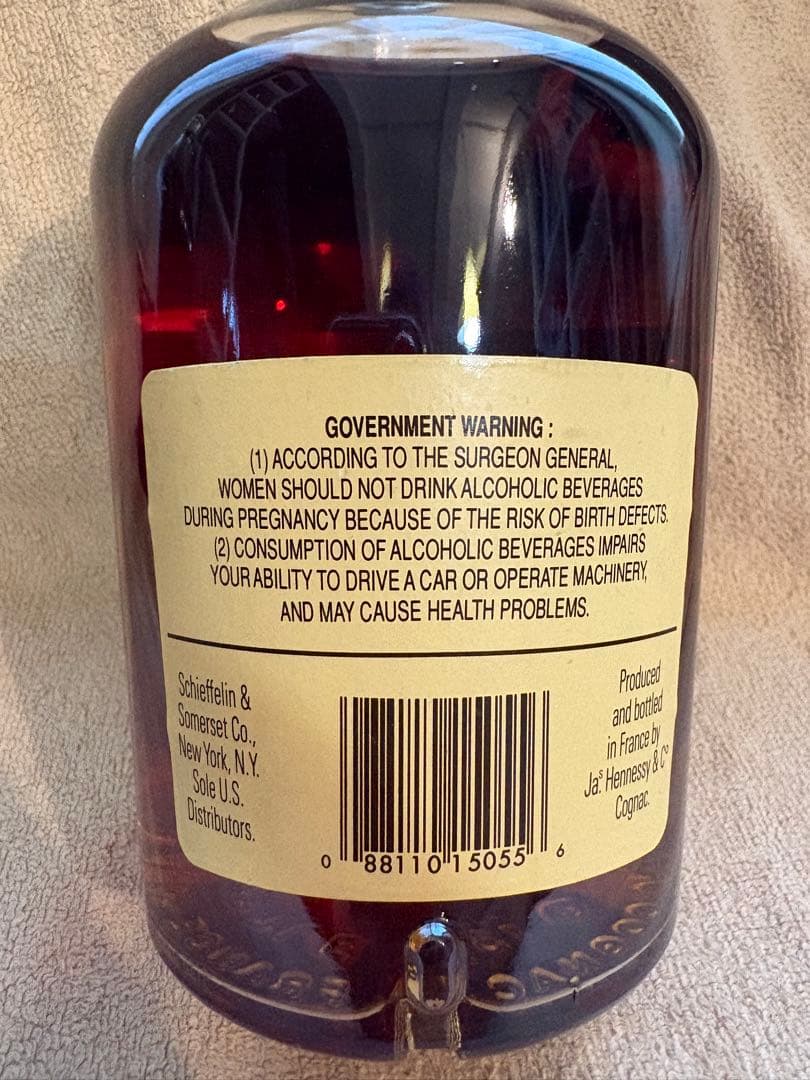 GOVERNMENT WARNING :
(1) ACCORDING TO THE SURGEON GENERAL,
WOMEN SHOULD NOT DRINK ALCOHOLIC BEVERAGES
DURING PREGNANCY BECAUSE OF THE RISK OF BIRTH DEFECTS.
(2) CONSUMPTION OF ALCOHOLIC BEVERAGES IMPAIRS
YOUR ABILITY TO DRIVE A CAR OR OPERATE MACHINERY,
AND MAY CAUSE HEALTH PROBLEMS.
Schieffelin &
Somerset Co.,
New York, N.Y.
Sole U.S.
Distributors.
0 88110 15055 6
Produced
and bottled
in France by
Jas Hennessy & Co
Cognac.